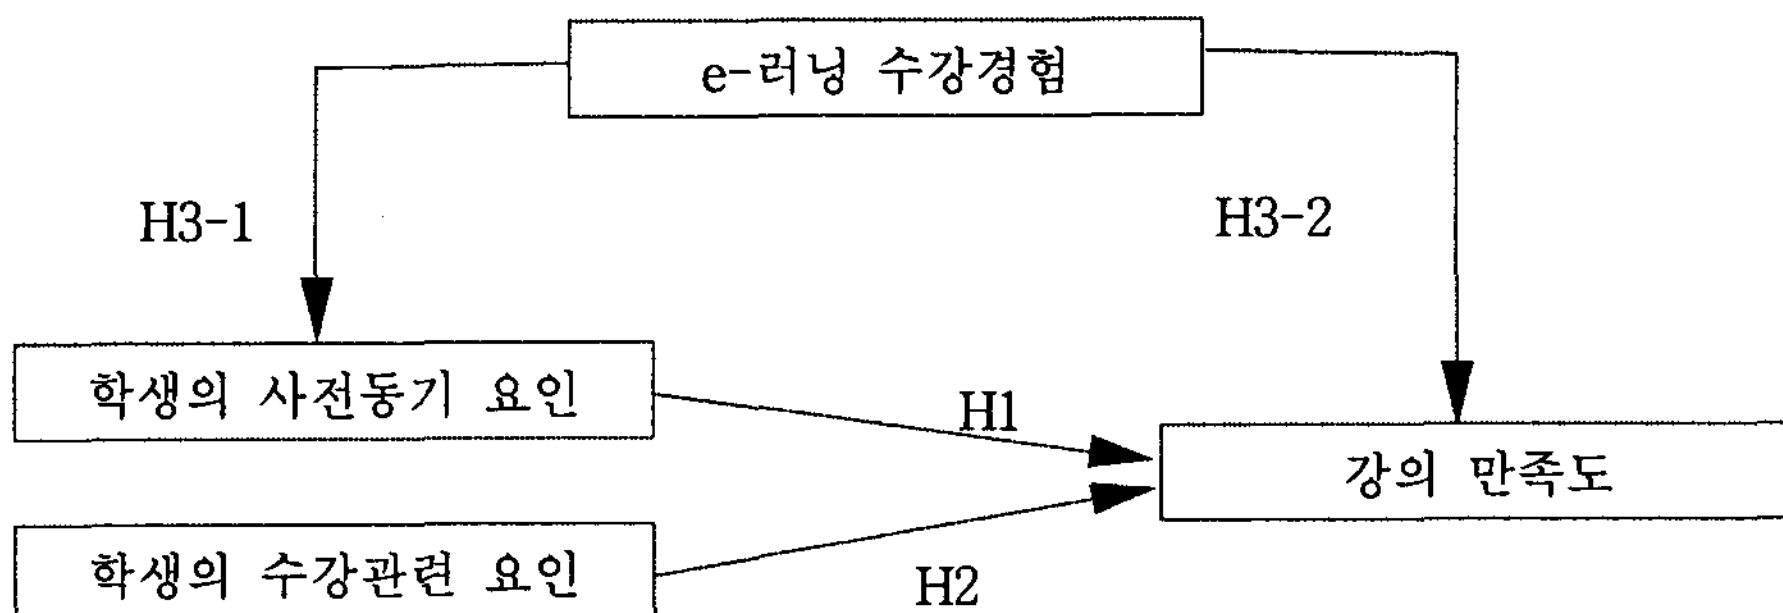 e-러닝 수강경험
H3-1
H3-2
학생의 사전동기 요인
H1
강의 만족도
학생의 수강관련 요인
H2